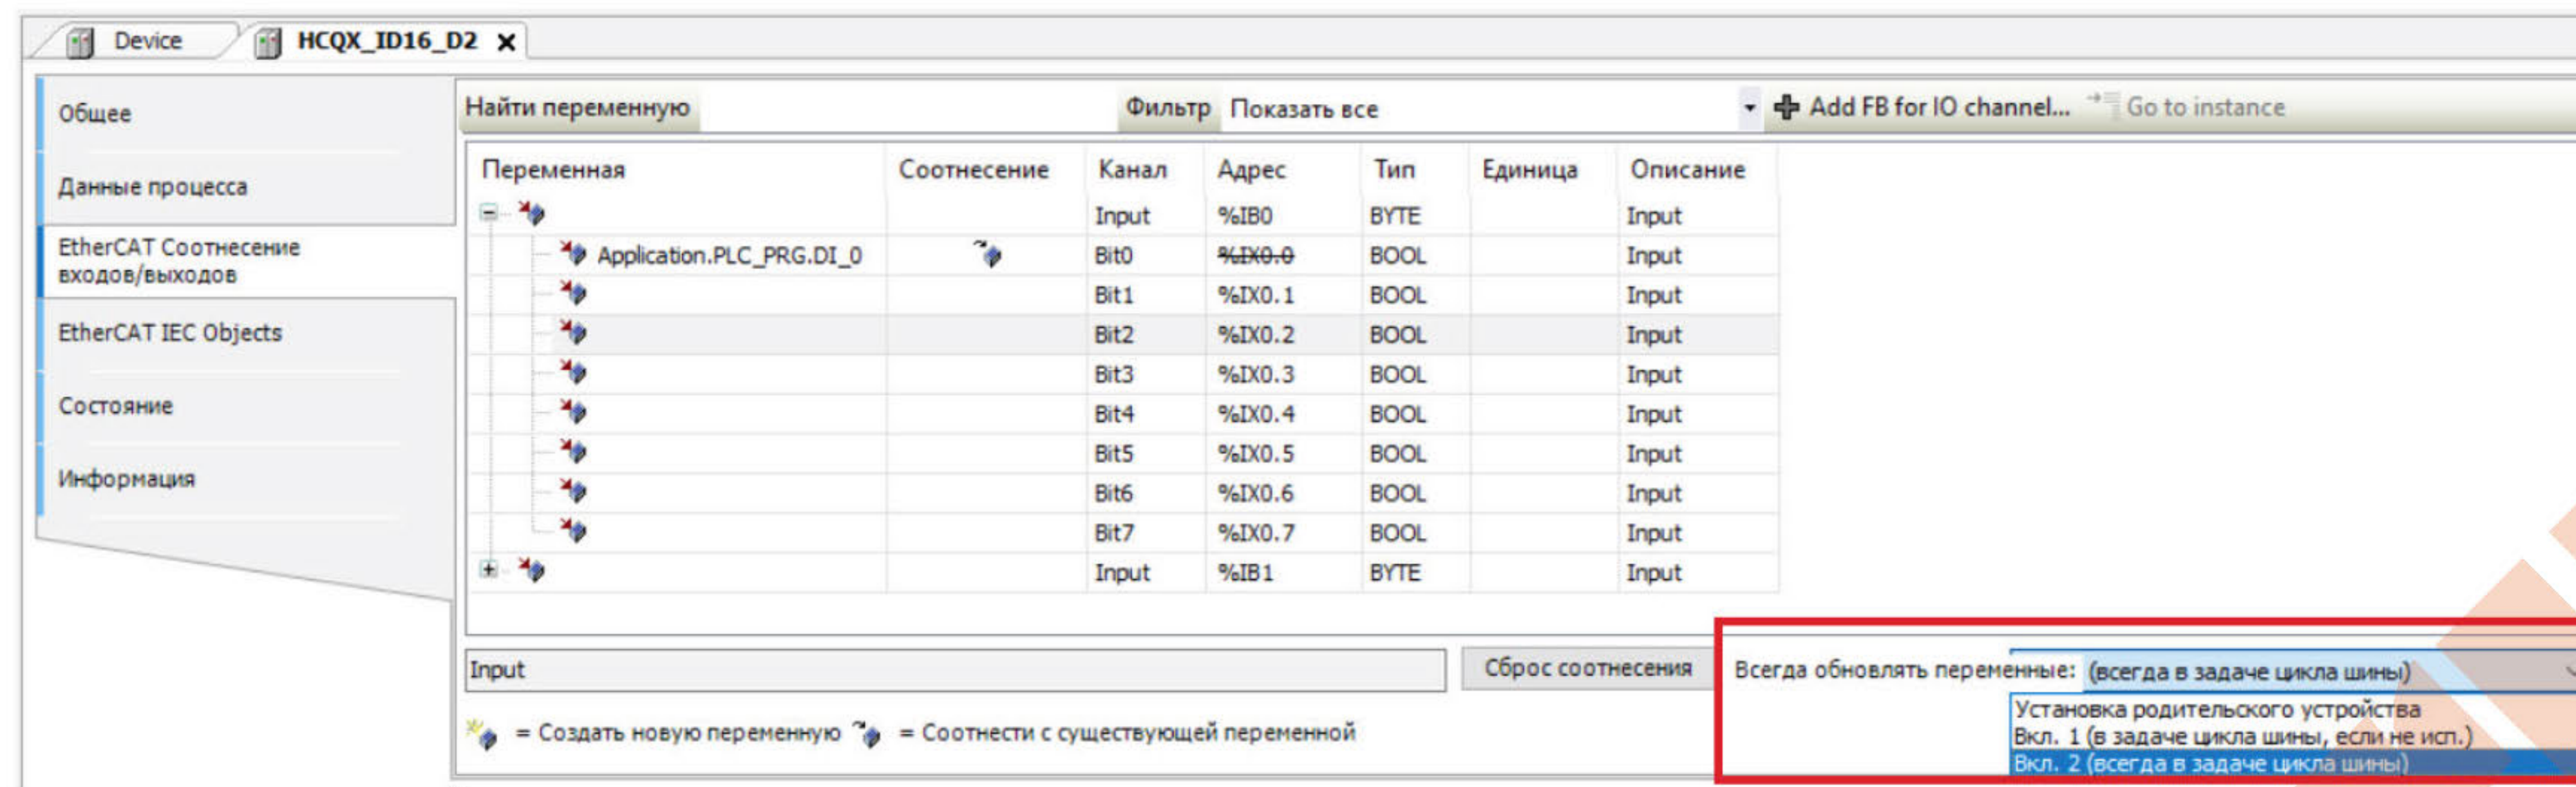 Device HCQX_ID16_D2
Общее
Данные процесса
EtherCAT Соотнесение
входов/выходов
EtherCAT IEC Objects
Состояние
Информация
Найти переменную Фильтр Показать все Add FB for IO channel... Go to instance
Переменная Соотнесение Канал Адрес Тип Единица Описание
Input %IB0 BYTE Input
Application.PLC_PRG.DI_0 Bit0 %IX0.0 BOOL Input
Bit1 %IX0.1 BOOL Input
Bit2 %IX0.2 BOOL Input
Bit3 %IX0.3 BOOL Input
Bit4 %IX0.4 BOOL Input
Bit5 %IX0.5 BOOL Input
Bit6 %IX0.6 BOOL Input
Bit7 %IX0.7 BOOL Input
Input %IB1 BYTE Input
Input Сброс соотнесения Всегда обновлять переменные: (всегда в задаче цикла шины)
Установка родительского устройства
Вкл. 1 (в задаче цикла шины, если не исп.)
Вкл. 2 (всегда в задаче цикла шины)
= Создать новую переменную = Соотнести с существующей переменной